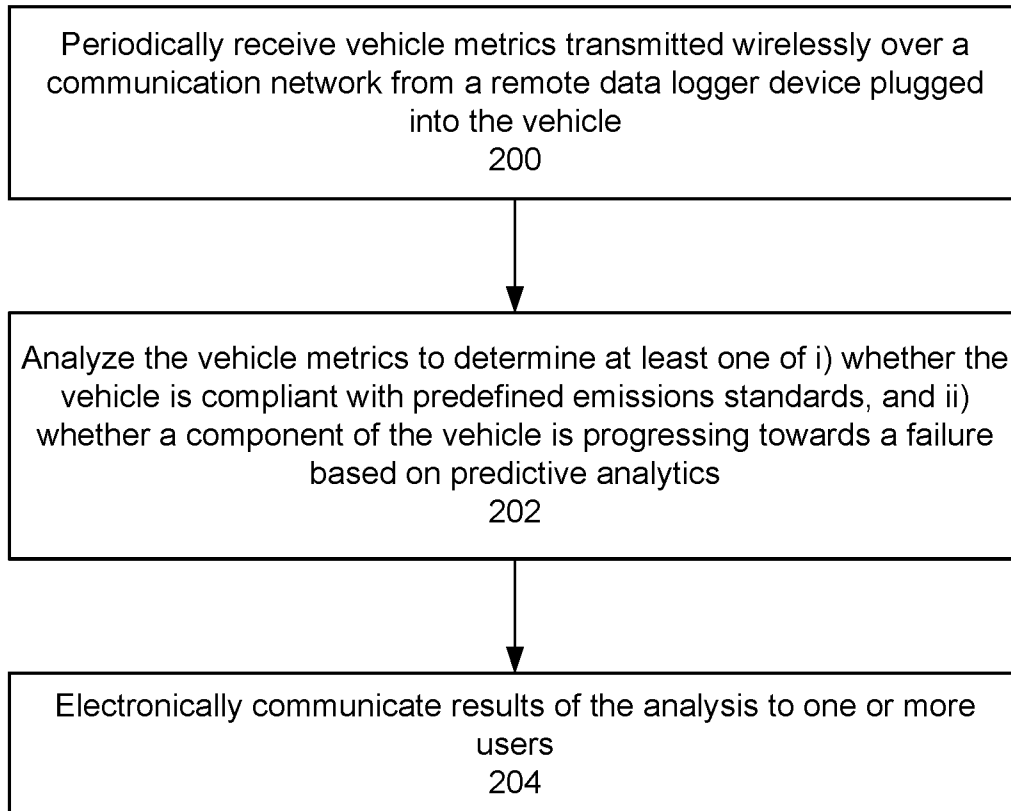 Periodically receive vehicle metrics transmitted wirelessly over a
communication network from a remote data logger device plugged
into the vehicle
200
Analyze the vehicle metrics to determine at least one of i) whether the
vehicle is compliant with predefined emissions standards, and ii)
whether a component of the vehicle is progressing towards a failure
based on predictive analytics
202
Electronically communicate results of the analysis to one or more
users
204